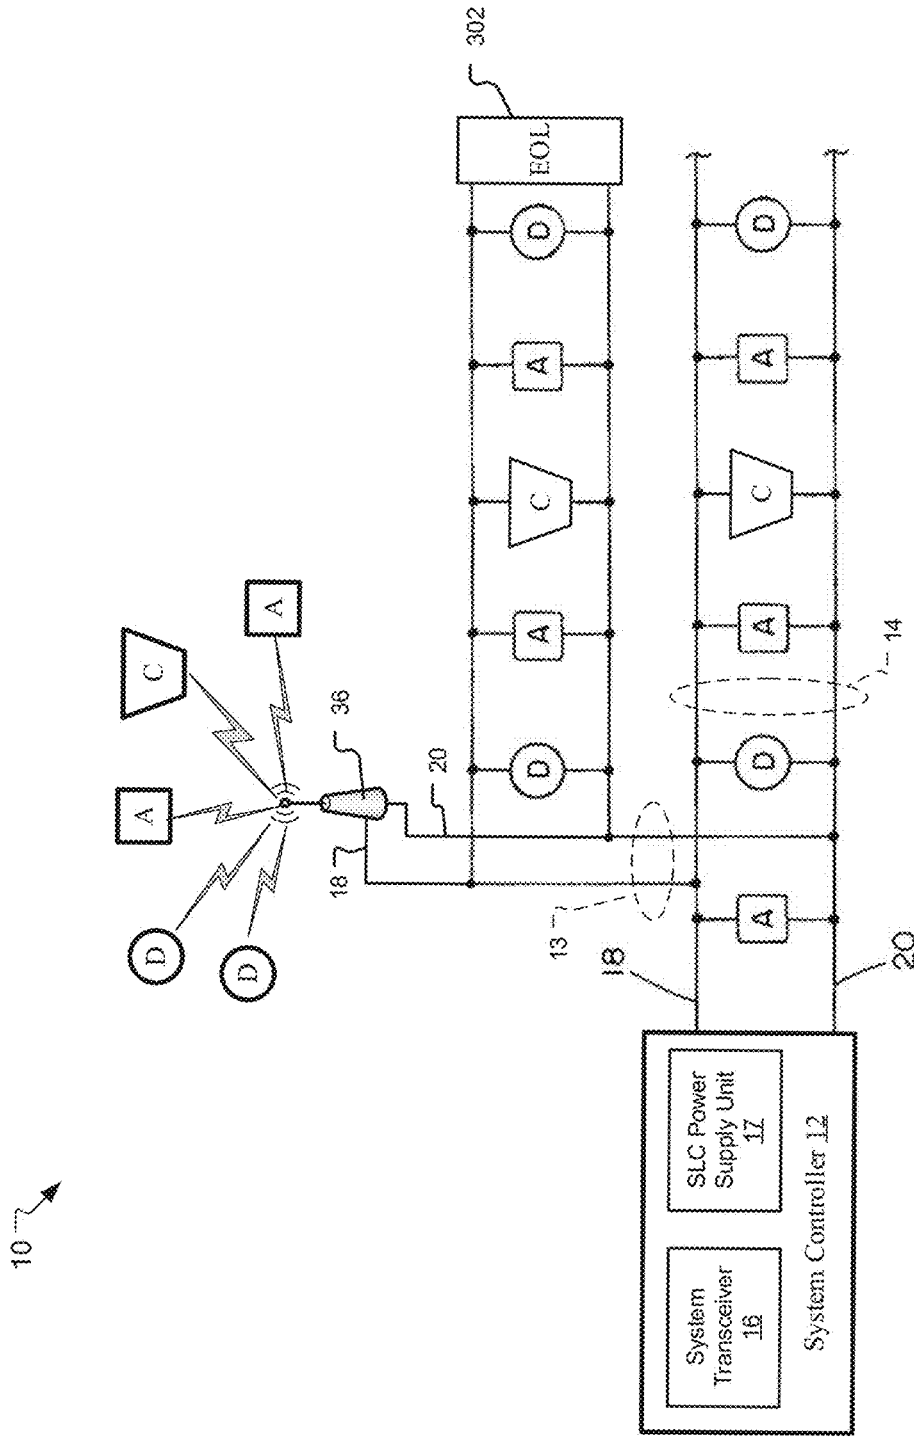 10
D
D
A
C
A
18
36
20
D
A
C
A
D
EOL
302
13
18
20
A
D
A
C
A
D
14
System
Transceiver
16
SLC Power
Supply Unit
17
System Controller 12